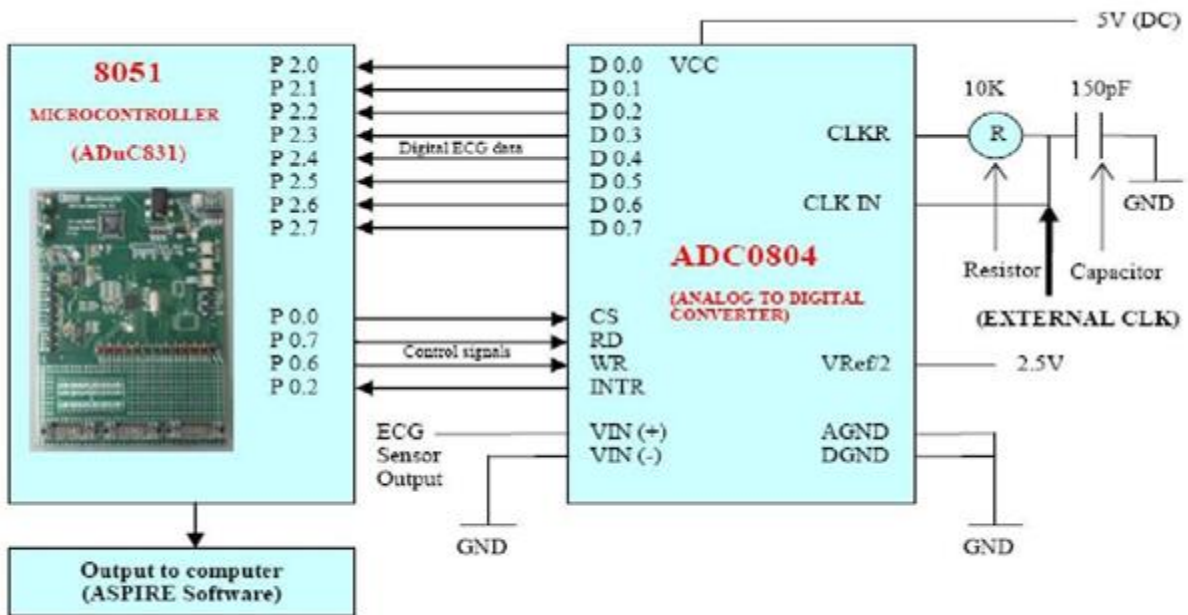 5V (DC)
8051
MICROCONTROLLER
(ADuC831)
P 2.0
P 2.1
P 2.2
P 2.3
P 2.4
P 2.5
P 2.6
P 2.7
P 0.0
P 0.7
P 0.6
P 0.2
Digital ECG data
Control signals
ECG
Sensor
Output
GND
D 0.0
D 0.1
D 0.2
D 0.3
D 0.4
D 0.5
D 0.6
D 0.7
VCC
CLKR
CLK IN
ADC0804
(ANALOG TO DIGITAL
CONVERTER)
CS
RD
WR
INTR
VIN (+)
VIN (-)
VRef/2
AGND
DGND
10K
150pF
R
GND
Resistor
Capacitor
(EXTERNAL CLK)
2.5V
GND
Output to computer
(ASPIRE Software)